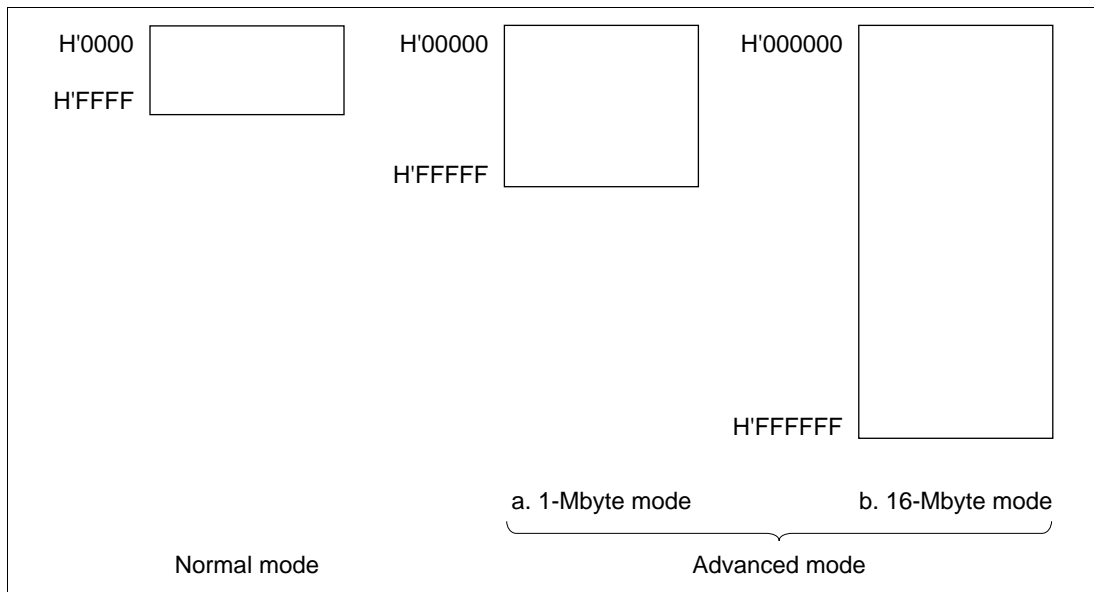 H'0000
H'FFFF
H'00000
H'FFFFF
H'000000
H'FFFFFF
a. 1-Mbyte mode
b. 16-Mbyte mode
Normal mode
Advanced mode